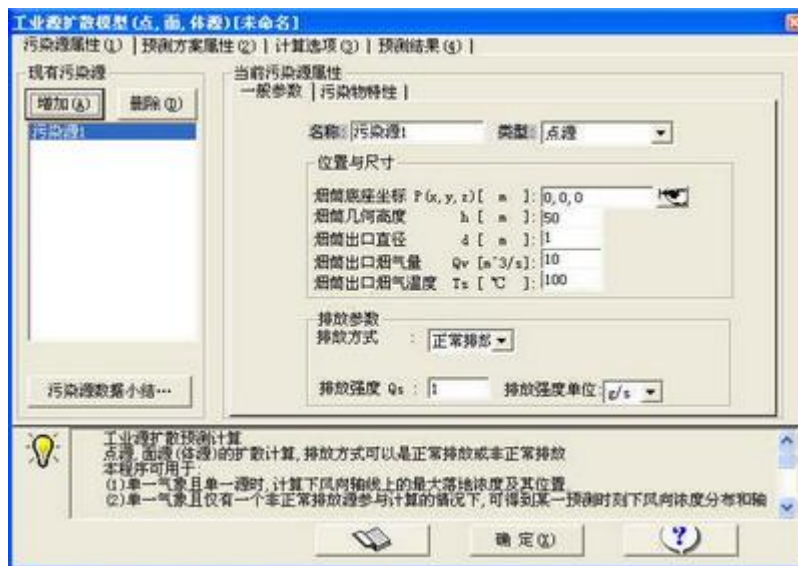 工业源扩散模型(点,面,体源)[未命名]
污染源属性(1) | 预测方案属性(2) | 计算选项(3) | 预测结果(4) |
现有污染源
增加(A) 删除(D)
污染源1
污染源数据小结…
当前污染源属性
一般参数 | 污染物特性 |
名称: 污染源1 类型: 点源
位置与尺寸
烟筒底座坐标 P(x,y,z)[ m ]: 0,0,0
烟筒几何高度 h [ m ]: 50
烟筒出口直径 d [ m ]: 1
烟筒出口烟气量 Qv [m^3/s]: 10
烟筒出口烟气温度 Ts [ ℃ ]: 100
排放参数
排放方式 : 正常排
排放强度 Qs : 1 排放强度单位: g/s
工业源扩散预测计算
点源,面源(体源)的扩散计算,排放方式可以是正常排放或非正常排放
本程序可用于:
(1)单一气象且单一源时,计算下风向轴线上的最大落地浓度及其位置
(2)单一气象且仅有一个非正常排放源参与计算的情况下,可得到某一预测时刻下风向浓度分布和轴
确 定(X)